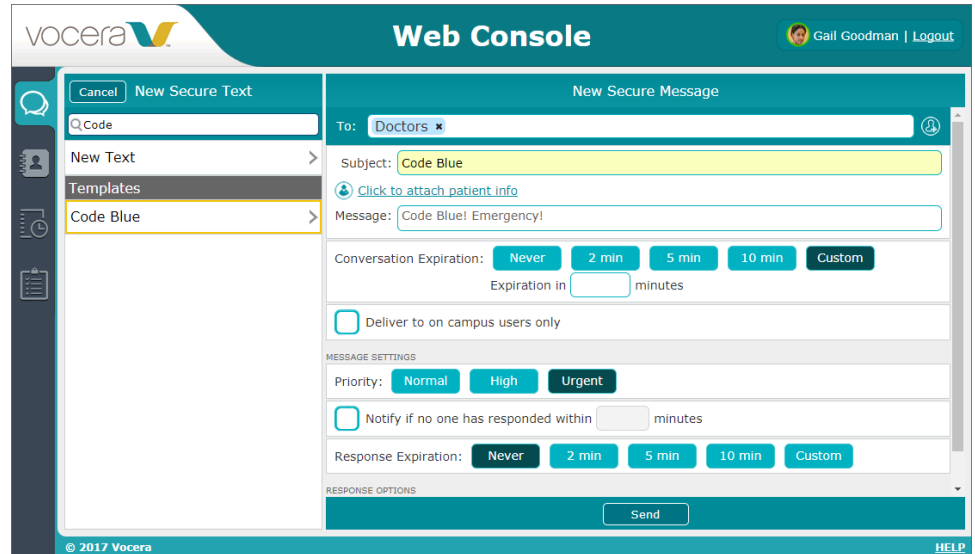 vocera
Web Console
Gail Goodman | Logout
Cancel New Secure Text
New Secure Message
Code
To: Doctors ×
New Text
Subject: Code Blue
Templates
Click to attach patient info
Code Blue
Message: Code Blue! Emergency!
Conversation Expiration: Never 2 min 5 min 10 min Custom
Expiration in minutes
Deliver to on campus users only
MESSAGE SETTINGS
Priority: Normal High Urgent
Notify if no one has responded within minutes
Response Expiration: Never 2 min 5 min 10 min Custom
RESPONSE OPTIONS
Send
© 2017 Vocera
HELP